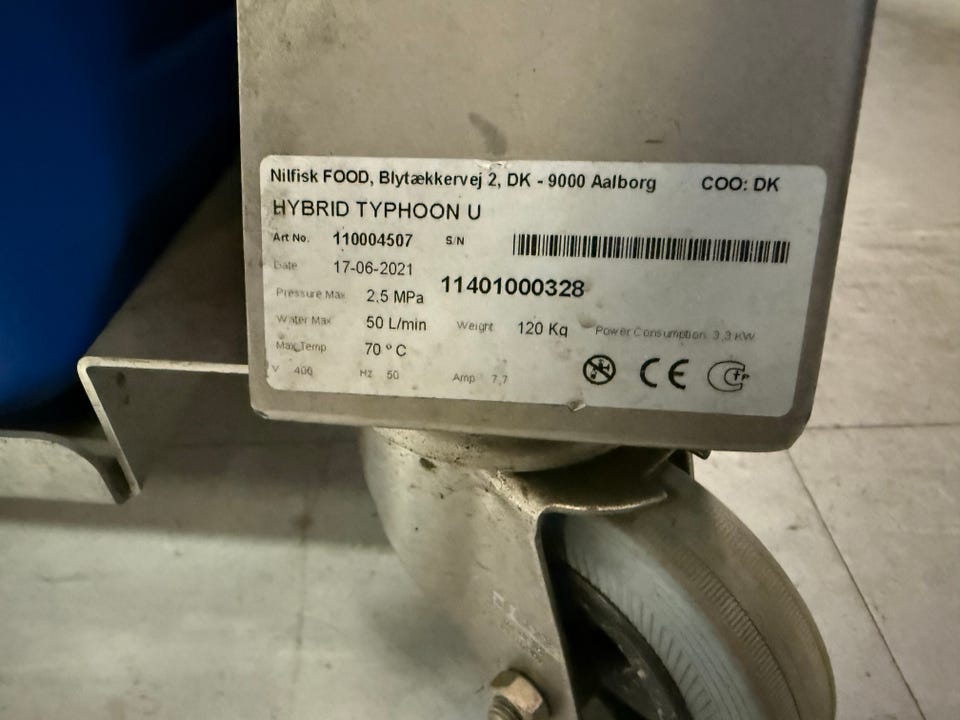 Nilfisk FOOD, Blytækkervej 2, DK - 9000 Aalborg COO: DK
HYBRID TYPHOON U
Art No. 110004507 S/N
Date 17-06-2021 11401000328
Pressure Max 2,5 MPa
Water Max 50 L/min Weight 120 Kg Power Consumption 3,3 KW
Max Temp 70 ° C
V 400 HZ 50 Amp 7,7
CE